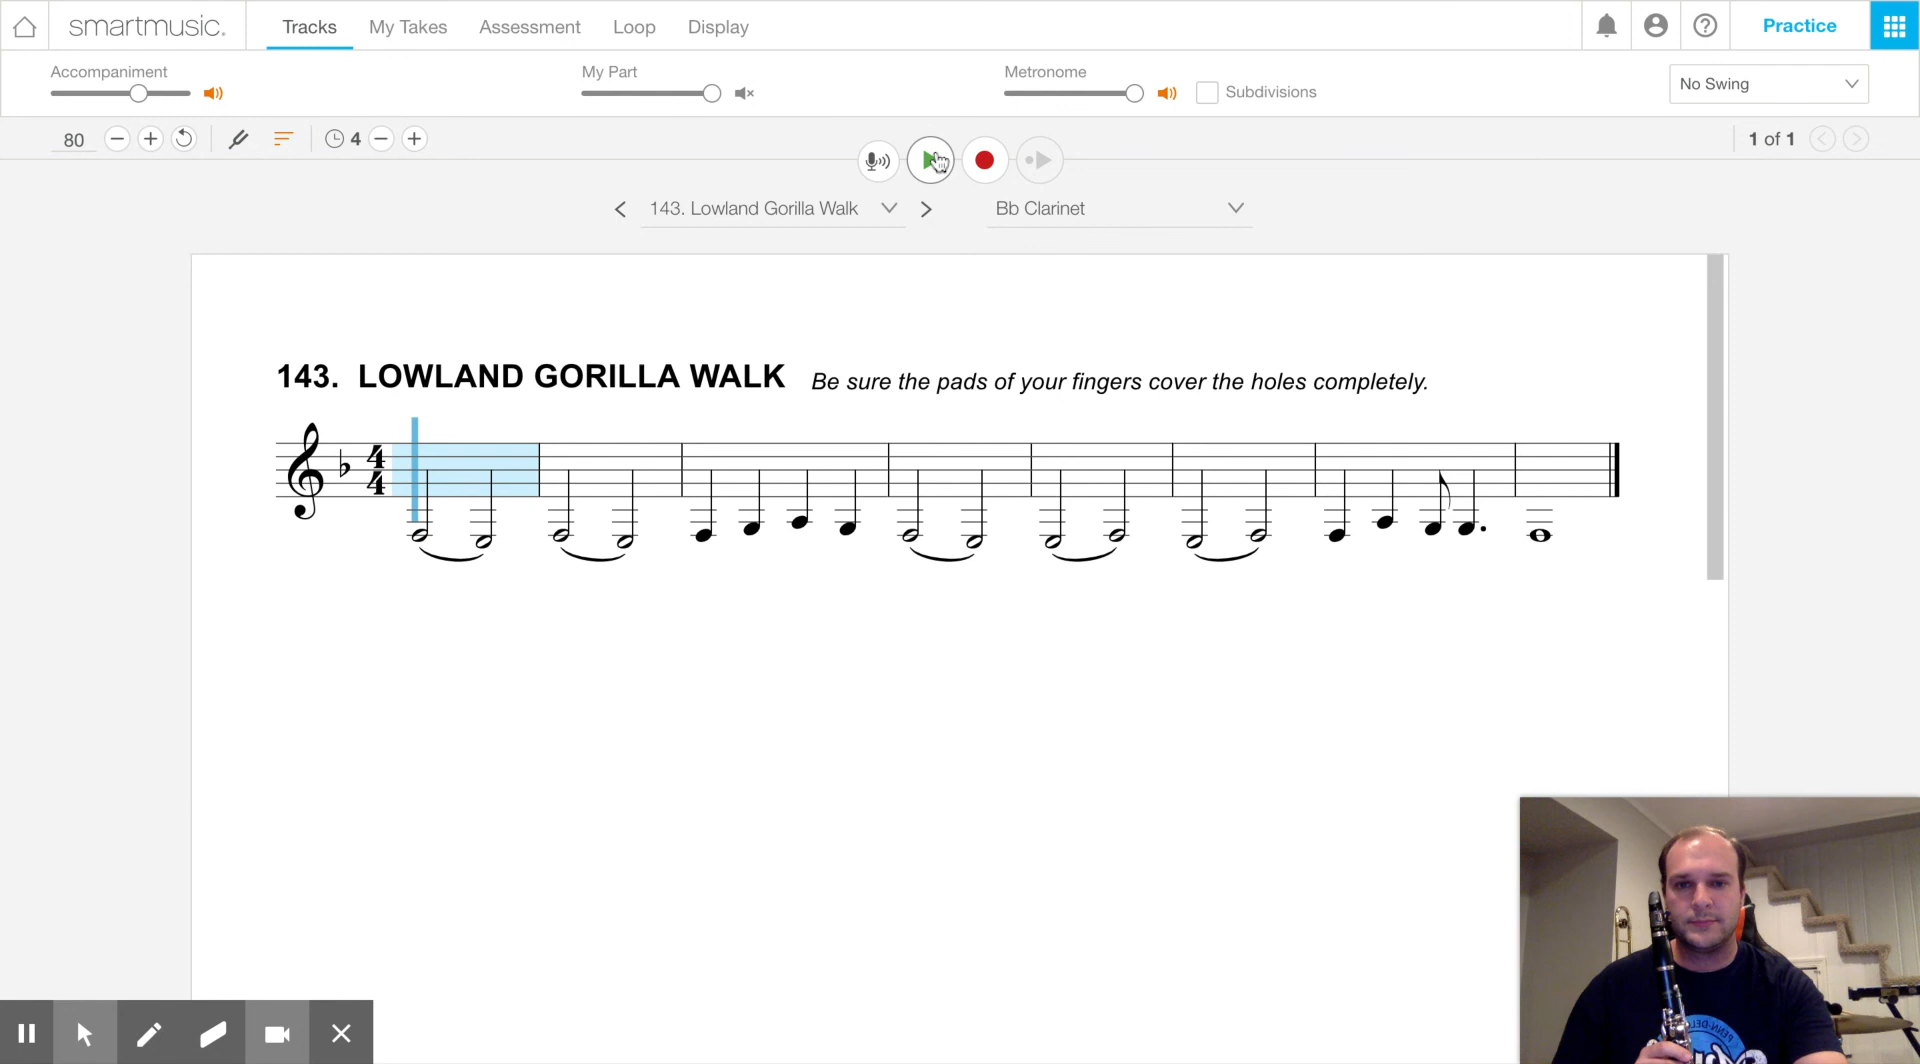 smartmusic.
Tracks My Takes Assessment Loop Display
Practice
Accompaniment
My Part
Metronome
Subdivisions
No Swing
80
4
1 of 1
143. Lowland Gorilla Walk
Bb Clarinet
143. LOWLAND GORILLA WALK Be sure the pads of your fingers cover the holes completely.
4
4